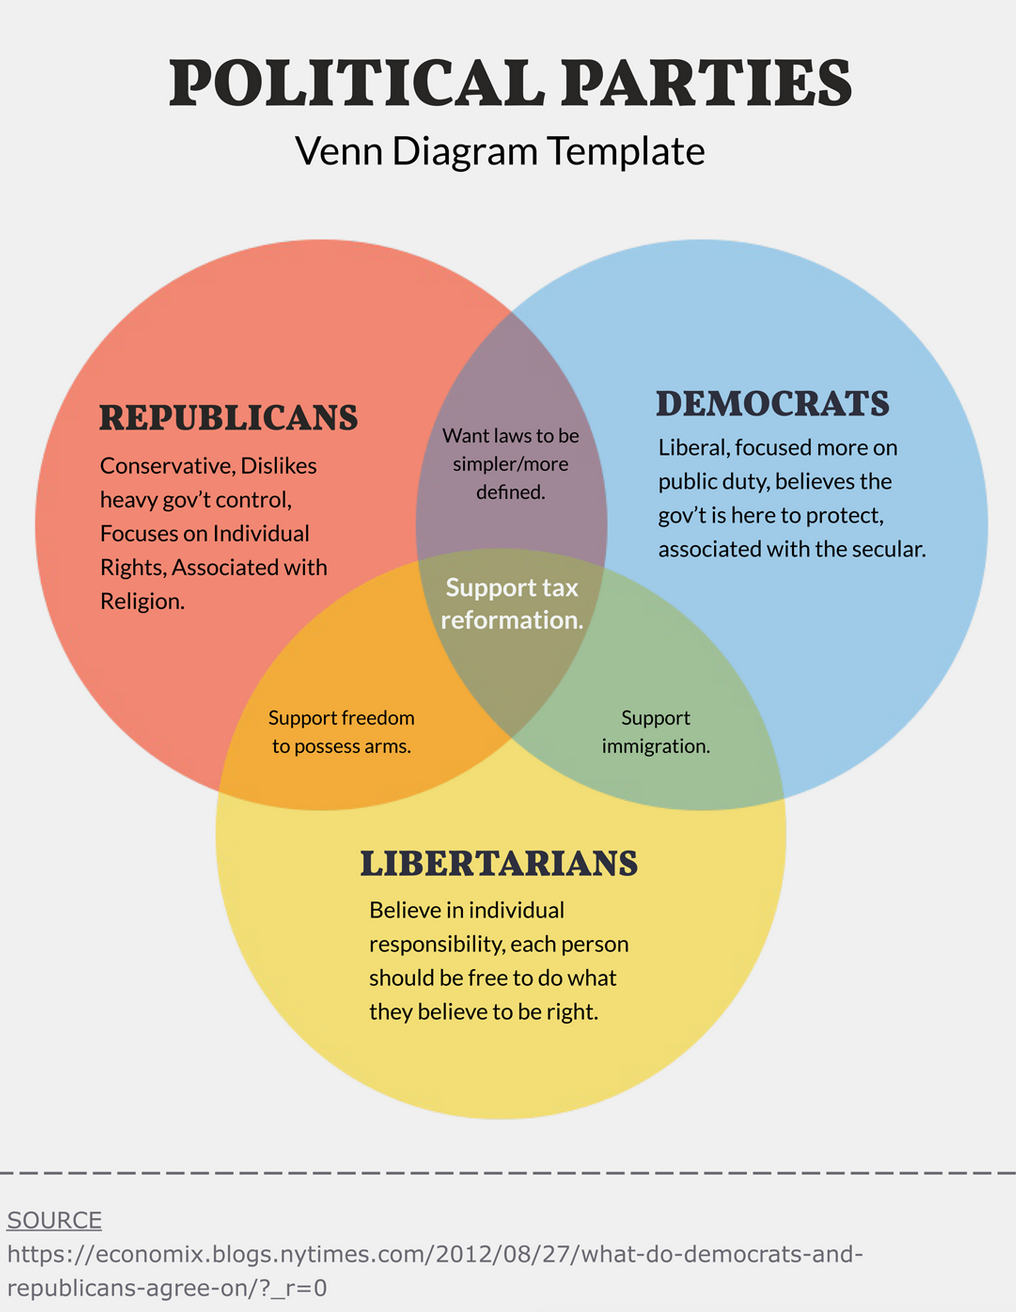 POLITICAL PARTIES
Venn Diagram Template
REPUBLICANS
Conservative, Dislikes
heavy gov’t control,
Focuses on Individual
Rights, Associated with
Religion.
Want laws to be
simpler/more
defined.
DEMOCRATS
Liberal, focused more on
public duty, believes the
gov’t is here to protect,
associated with the secular.
Support tax
reformation.
Support freedom
to possess arms.
Support
immigration.
LIBERTARIANS
Believe in individual
responsibility, each person
should be free to do what
they believe to be right.
SOURCE
https://economix.blogs.nytimes.com/2012/08/27/what-do-democrats-and-
republicans-agree-on/?_r=0